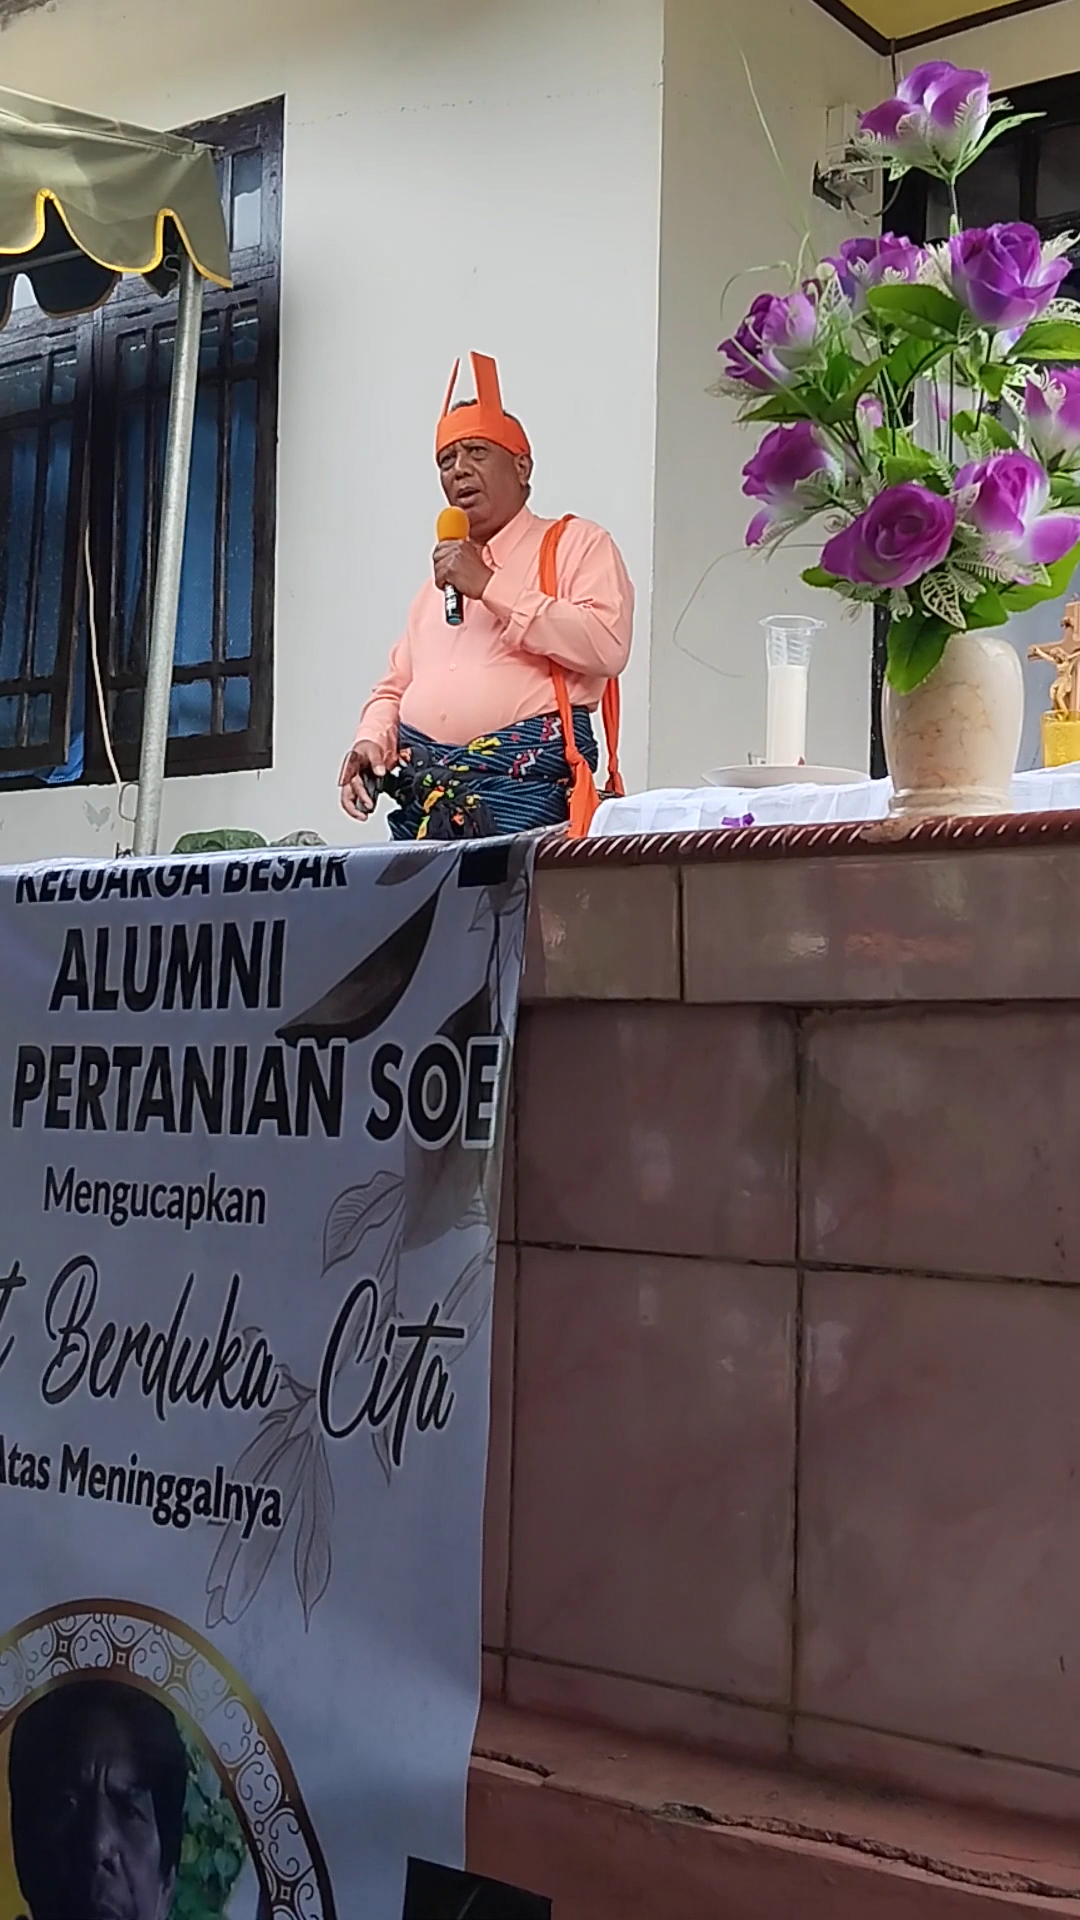 KELUARGA BESAR
ALUMNI
PERTANIAN SOE
Mengucapkan
Berduka Cita
Atas Meninggalnya